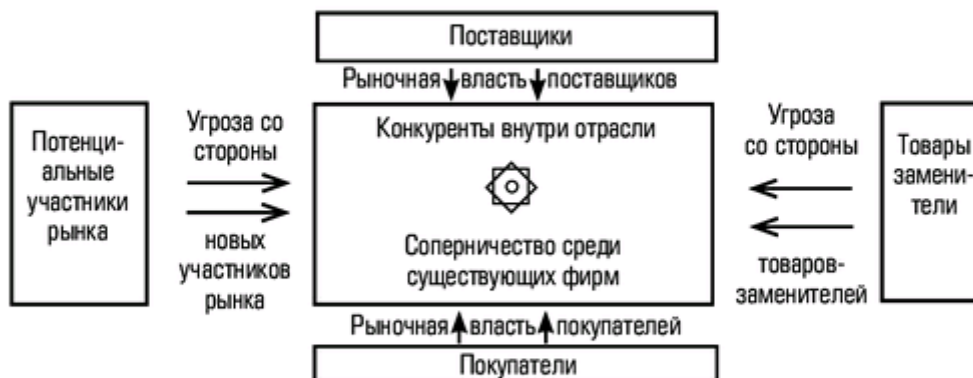 Поставщики
Рыночная власть поставщиков
Потенци-
альные
участники
рынка
Угроза со
стороны
новых
участников
рынка
Конкуренты внутри отрасли
Соперничество среди
существующих фирм
Угроза
со стороны
товаров-
заменителей
Товары
замени-
тели
Рыночная власть покупателей
Покупатели